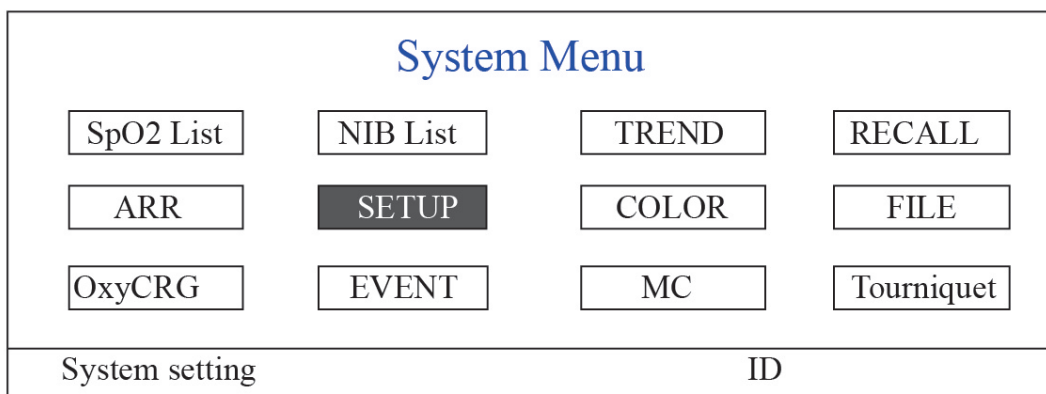 System Menu
SpO2 List NIB List TREND RECALL
ARR SETUP COLOR FILE
OxyCRG EVENT MC Tourniquet
System setting ID